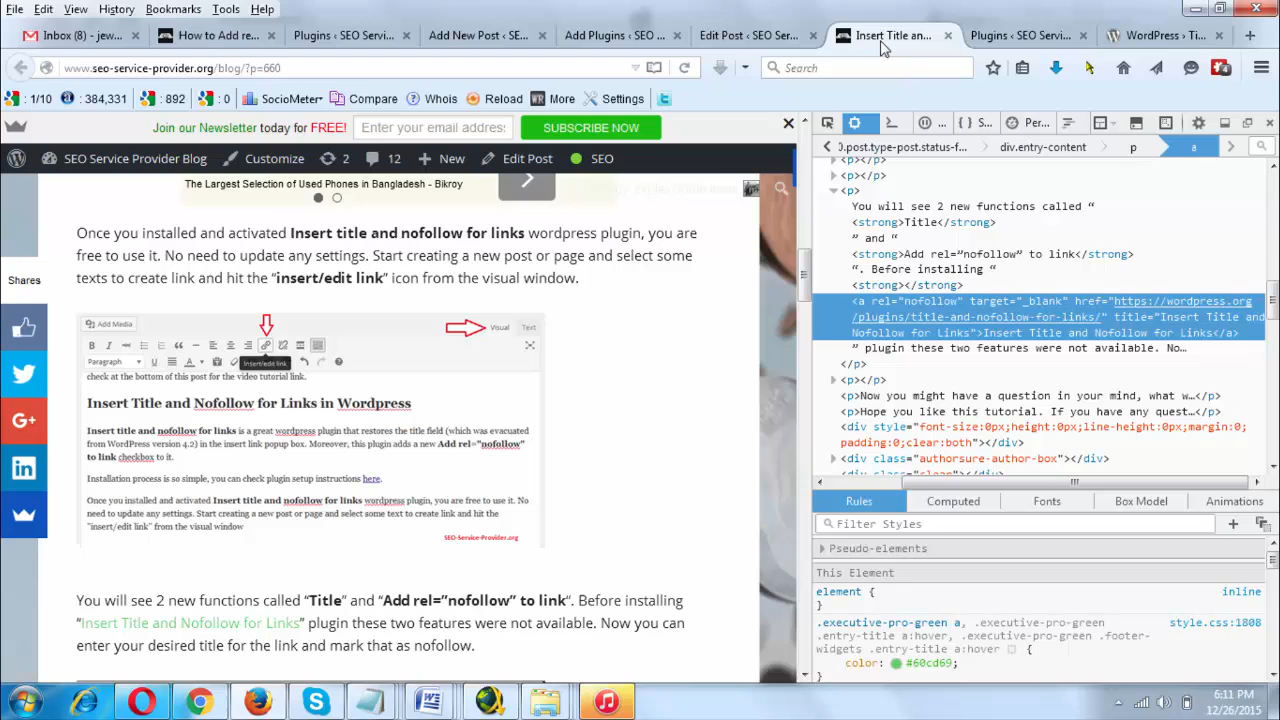 File Edit View History Bookmarks Tools Help
Inbox (8) - jew... How to Add re... Plugins ‹ SEO Servi... Add New Post ‹ SE... Add Plugins ‹ SEO ... Edit Post ‹ SEO Ser... Insert Title an... Plugins ‹ SEO Servi... WordPress › Ti...
www.seo-service-provider.org/blog/?p=660 Search
: 1/10 : 384,331 : 892 : 0 SocioMeter Compare Whois Reload More Settings
Join our Newsletter today for FREE! Enter your email address: SUBSCRIBE NOW
SEO Service Provider Blog Customize 2 12 New Edit Post SEO
The Largest Selection of Used Phones in Bangladesh - Bikroy
Once you installed and activated Insert title and nofollow for links wordpress plugin, you are
free to use it. No need to update any settings. Start creating a new post or page and select some
texts to create link and hit the “insert/edit link” icon from the visual window.
Shares
Add Media Visual Text
Paragraph Insert/edit link
check at the bottom of this post for the video tutorial link.
Insert Title and Nofollow for Links in Wordpress
Insert title and nofollow for links is a great wordpress plugin that restores the title field (which was evacuated
from WordPress version 4.2) in the insert link popup box. Moreover, this plugin adds a new Add rel="nofollow"
to link checkbox to it.
Installation process is so simple, you can check plugin setup instructions here.
Once you installed and activated Insert title and nofollow for links wordpress plugin, you are free to use it. No
need to update any settings. Start creating a new post or page and select some text to create link and hit the
"insert/edit link" from the visual window
SEO-Service-Provider.org
You will see 2 new functions called “Title” and “Add rel=”nofollow” to link“. Before installing
“Insert Title and Nofollow for Links” plugin these two features were not available. Now you can
enter your desired title for the link and mark that as nofollow.
... S... Per...
0.post.type-post.status-f... div.entry-content p a
<p></p>
<p></p>
<p>
You will see 2 new functions called “
<strong>Title</strong>
” and “
<strong>Add rel=”nofollow” to link</strong>
“. Before installing “
<strong></strong>
<a rel="nofollow" target="_blank" href="https://wordpress.org
/plugins/title-and-nofollow-for-links/" title="Insert Title and
Nofollow for Links">Insert Title and Nofollow for Links</a>
” plugin these two features were not available. No…
</p>
<p></p>
<p>Now you might have a question in your mind, what w…</p>
<p>Hope you like this tutorial. If you have any quest…</p>
<div style="font-size:0px;height:0px;line-height:0px;margin:0;
padding:0;clear:both"></div>
<div class="authorsure-author-box"></div>
<div class="clear"></div>
Rules Computed Fonts Box Model Animations
Filter Styles
Pseudo-elements
This Element
element { inline
}
.executive-pro-green a, .executive-pro-green style.css:1808
.entry-title a:hover, .executive-pro-green .footer-
widgets .entry-title a:hover {
color: #60cd69;
}
6:11 PM
12/26/2015